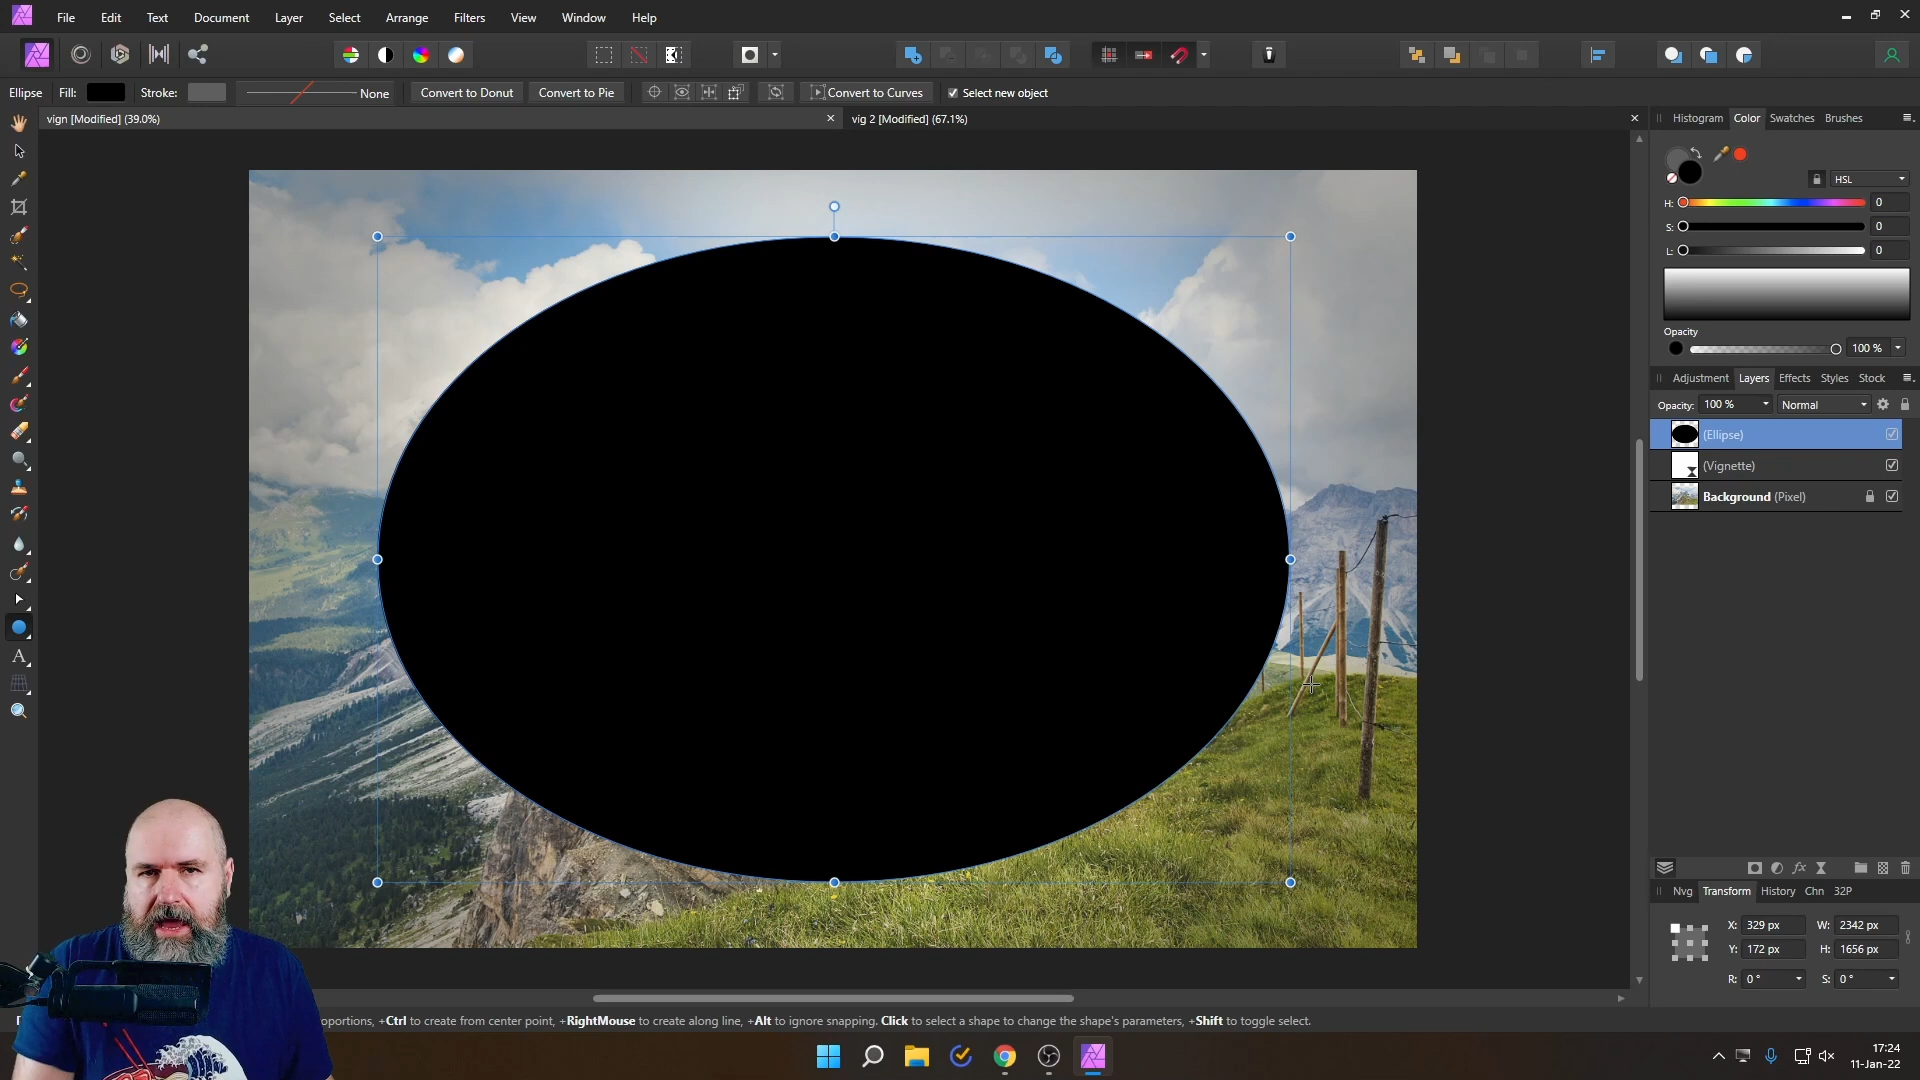 File Edit Text Document Layer Select Arrange Filters View Window Help
Ellipse Fill: Stroke: None Convert to Donut Convert to Pie Convert to Curves Select new object
vign [Modified] (39.0%) vig 2 [Modified] (67.1%)
Histogram Color Swatches Brushes
HSL
H: 0
S: 0
L: 0
Opacity
100 %
Adjustment Layers Effects Styles Stock
Opacity: 100 % Normal
(Ellipse)
(Vignette)
Background (Pixel)
fx
Nvg Transform History Chn 32P
X: 329 px W: 2342 px
Y: 172 px H: 1656 px
R: 0 ° S: 0 °
oportions, +Ctrl to create from center point, +RightMouse to create along line, +Alt to ignore snapping. Click to select a shape to change the shape's parameters, +Shift to toggle select.
17:24
11-Jan-22